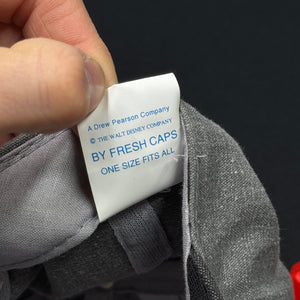 A Drew Pearson Company
© THE WALT DISNEY COMPANY
BY FRESH CAPS
ONE SIZE FITS ALL